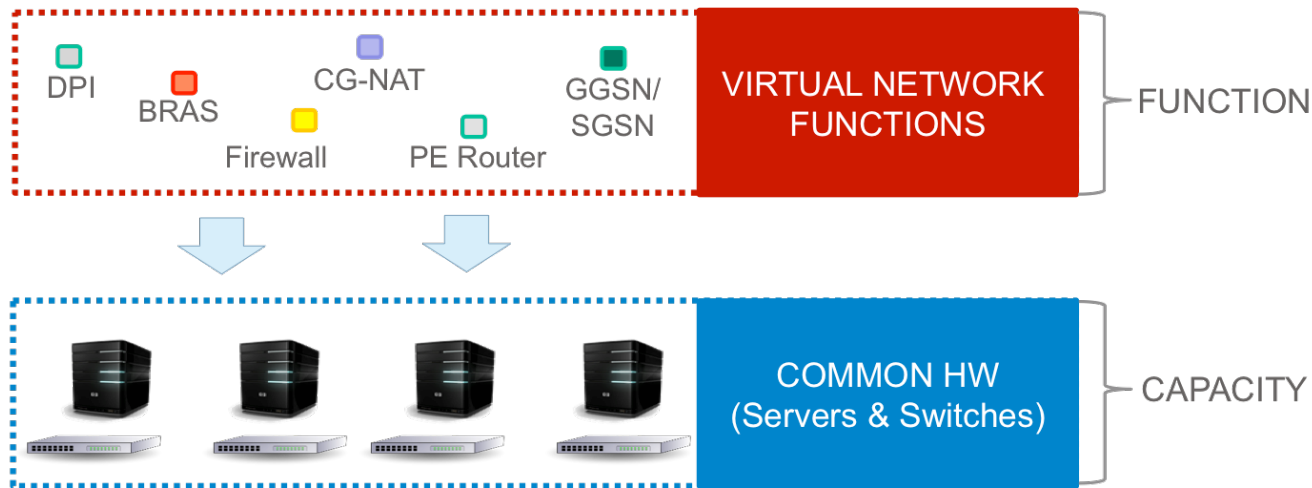 DPI
BRAS
CG-NAT
Firewall
PE Router
GGSN/
SGSN
VIRTUAL NETWORK
FUNCTIONS
FUNCTION
COMMON HW
(Servers & Switches)
CAPACITY